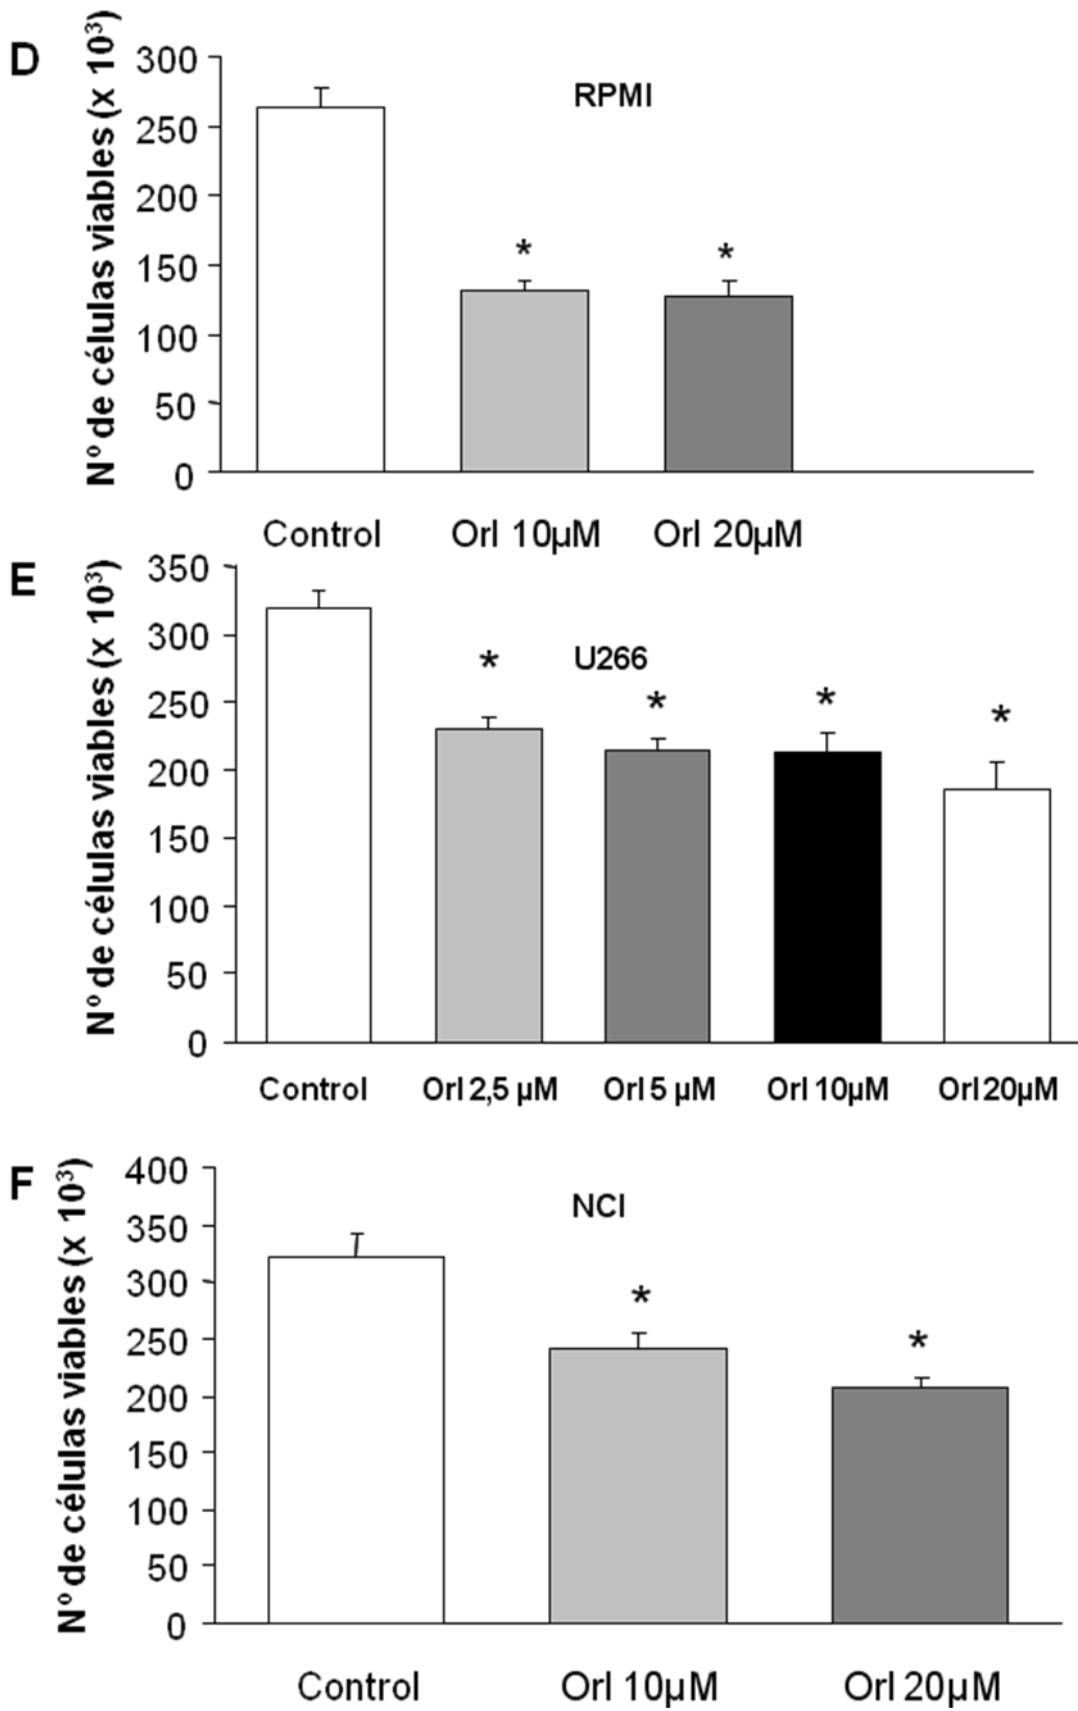 D
Nº de células viables (x 10³)
300
250
200
150
100
50
0
RPMI
*
*
Control
Orl 10µM
Orl 20µM
E
Nº de células viables (x 10³)
350
300
250
200
150
100
50
0
U266
*
*
*
*
Control
Orl 2,5 µM
Orl 5 µM
Orl 10µM
Orl 20µM
F
Nº de células viables (x 10³)
400
350
300
250
200
150
100
50
0
NCI
*
*
Control
Orl 10µM
Orl 20µM